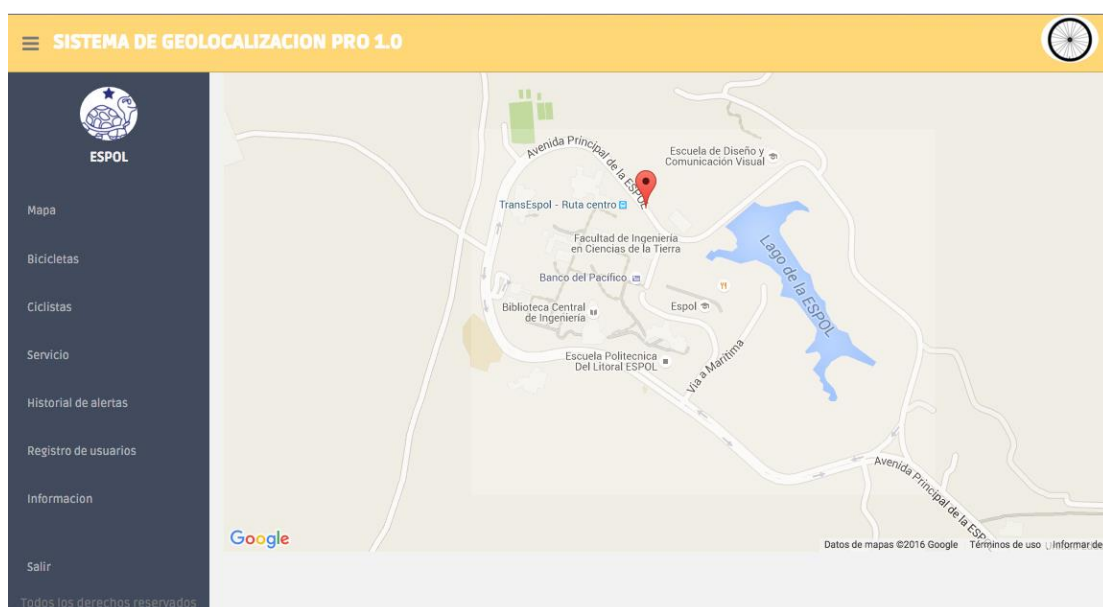 SISTEMA DE GEOLOCALIZACION PRO 1.0
ESPOL
Mapa
Bicicletas
Ciclistas
Servicio
Historial de alertas
Registro de usuarios
Informacion
Salir
Todos los derechos reservados
Avenida Principal de la ESPOL
Escuela de Diseño y
Comunicación Visual
TransEspol - Ruta centro
Facultad de Ingeniería
en Ciencias de la Tierra
Lago de la ESPOL
Banco del Pacífico
Biblioteca Central
de Ingeniería
Espol
Escuela Politecnica
Del Litoral ESPOL
Via a Maritima
Avenida Principal de la ESP
Google
Datos de mapas ©2016 Google
Términos de uso
Informar de